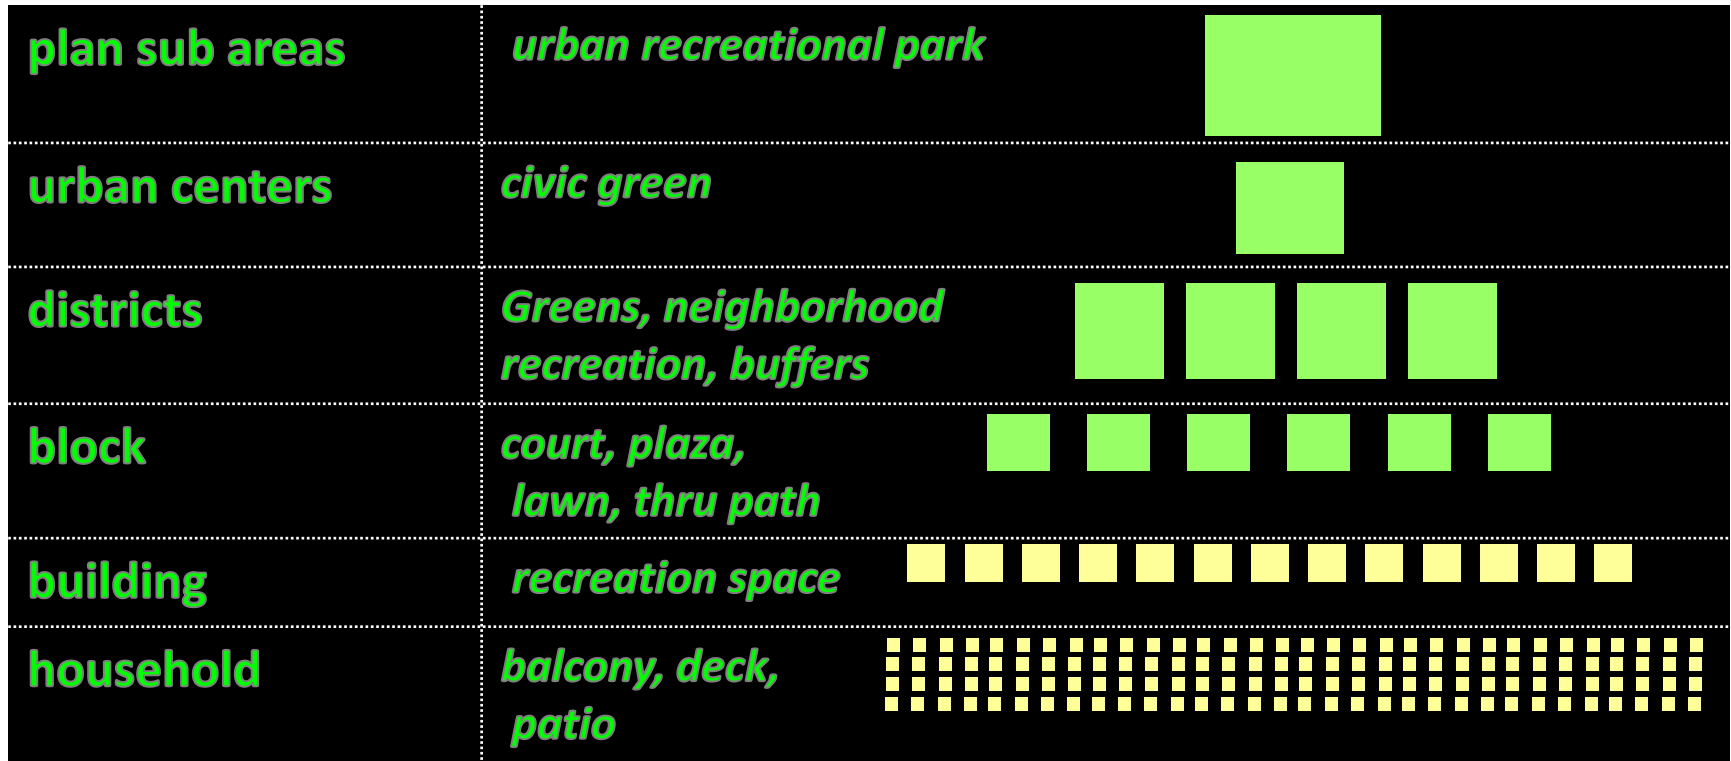 plan sub areas
urban recreational park
urban centers
civic green
districts
Greens, neighborhood
recreation, buffers
block
court, plaza,
lawn, thru path
building
recreation space
household
balcony, deck,
patio